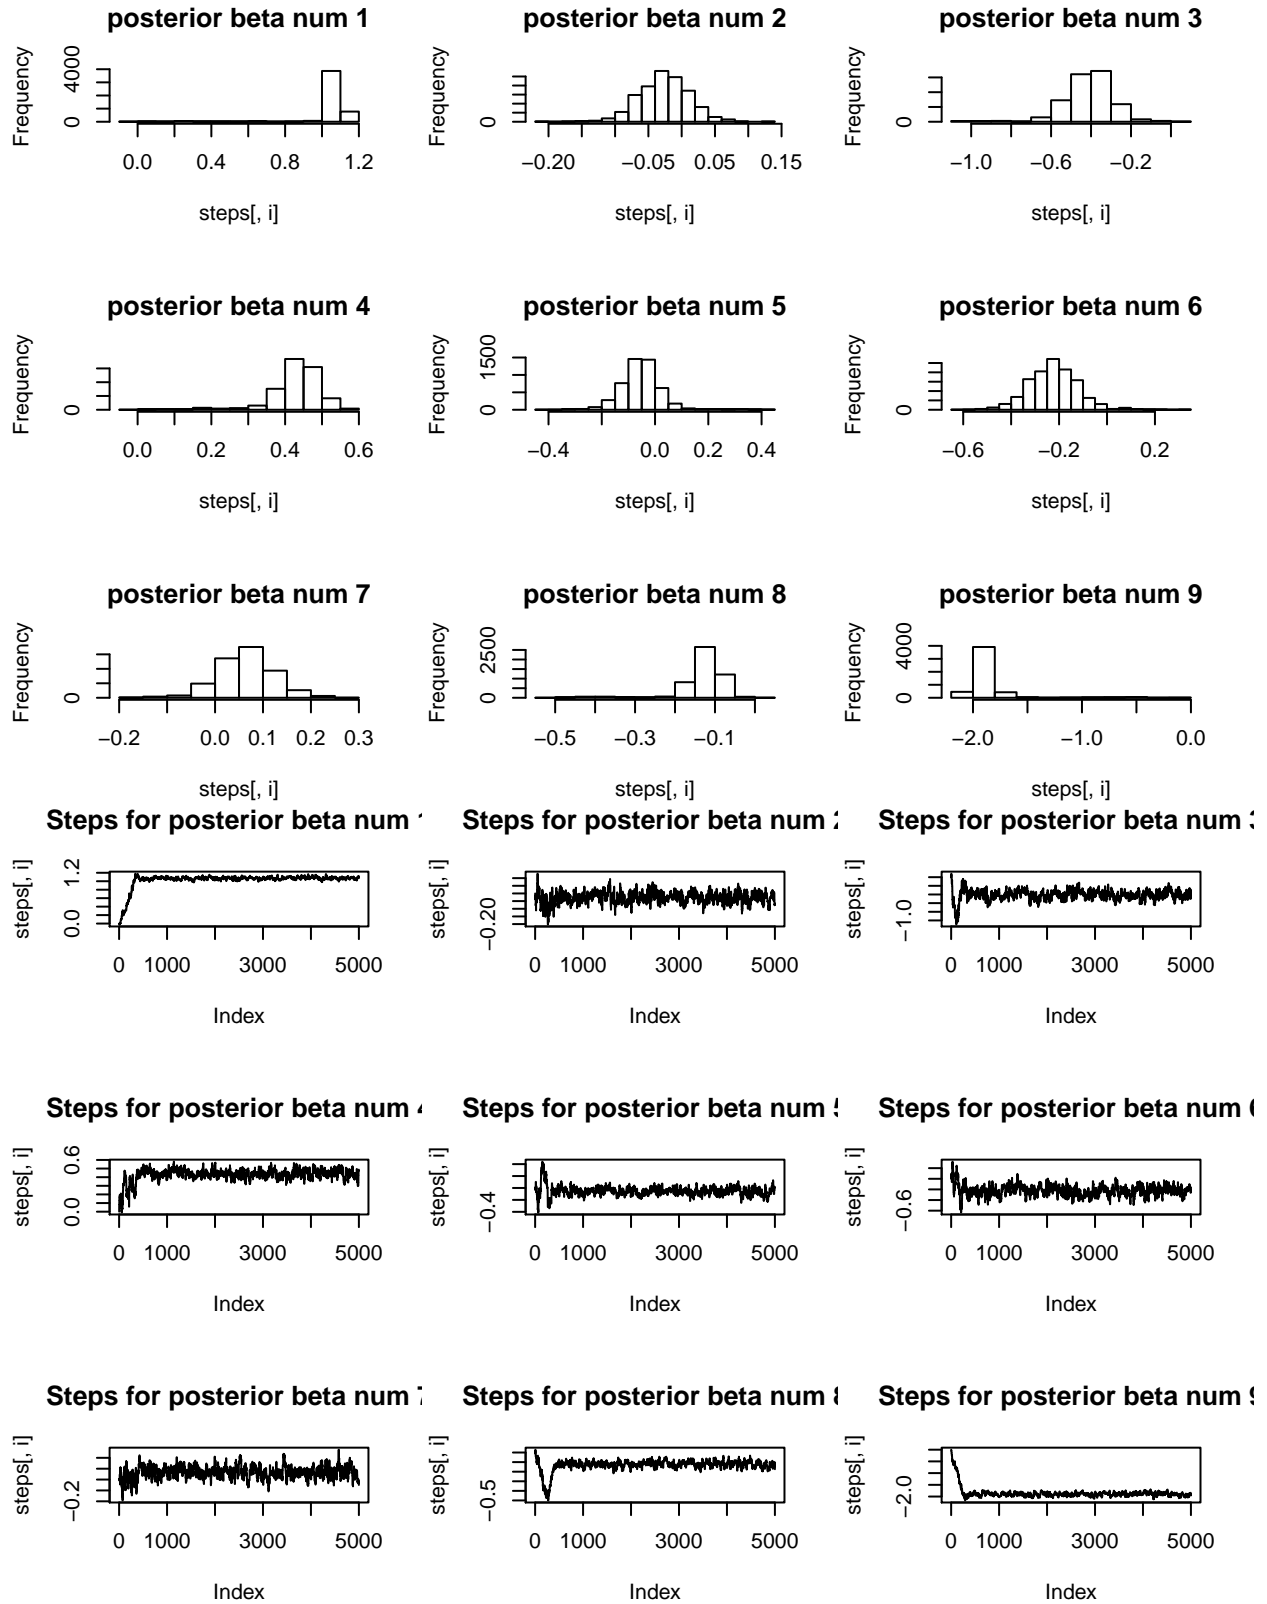 posterior beta num 1 posterior beta num 2 posterior beta num 3
Frequency Frequency Frequency
0 4000 0 0
0.0 0.4 0.8 1.2 −0.20 −0.05 0.05 0.15 −1.0 −0.6 −0.2
steps[, i] steps[, i] steps[, i]
posterior beta num 4 posterior beta num 5 posterior beta num 6
Frequency Frequency Frequency
0 0 1500 0
0.0 0.2 0.4 0.6 −0.4 0.0 0.2 0.4 −0.6 −0.2 0.2
steps[, i] steps[, i] steps[, i]
posterior beta num 7 posterior beta num 8 posterior beta num 9
Frequency Frequency Frequency
0 0 2500 0 4000
−0.2 0.0 0.1 0.2 0.3 −0.5 −0.3 −0.1 −2.0 −1.0 0.0
steps[, i] steps[, i] steps[, i]
Steps for posterior beta num Steps for posterior beta num Steps for posterior beta num
steps[, i] steps[, i] steps[, i]
0.0 1.2 −0.20 −1.0
0 1000 3000 5000 0 1000 3000 5000 0 1000 3000 5000
Index Index Index
Steps for posterior beta num Steps for posterior beta num Steps for posterior beta num
steps[, i] steps[, i] steps[, i]
0.0 0.6 −0.4 −0.6
0 1000 3000 5000 0 1000 3000 5000 0 1000 3000 5000
Index Index Index
Steps for posterior beta num Steps for posterior beta num Steps for posterior beta num
steps[, i] steps[, i] steps[, i]
−0.2 −0.5 −2.0
0 1000 3000 5000 0 1000 3000 5000 0 1000 3000 5000
Index Index Index